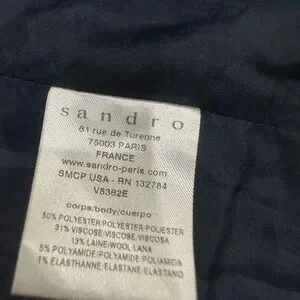 sandro
61 rue de Turenne
75003 PARIS
FRANCE
www.sandro-paris.com
SMCP USA - RN 132784
V8382E
corps/body/cuerpo
50% POLYESTER/POLYESTER/POLIESTER
31% VISCOSE/VISCOSE/VISCOSA
13% LAINE/WOOL/LANA
5% POLYAMIDE/POLYAMIDE/POLIAMIDA
1% ELASTHANNE/ELASTANE/ELASTANO